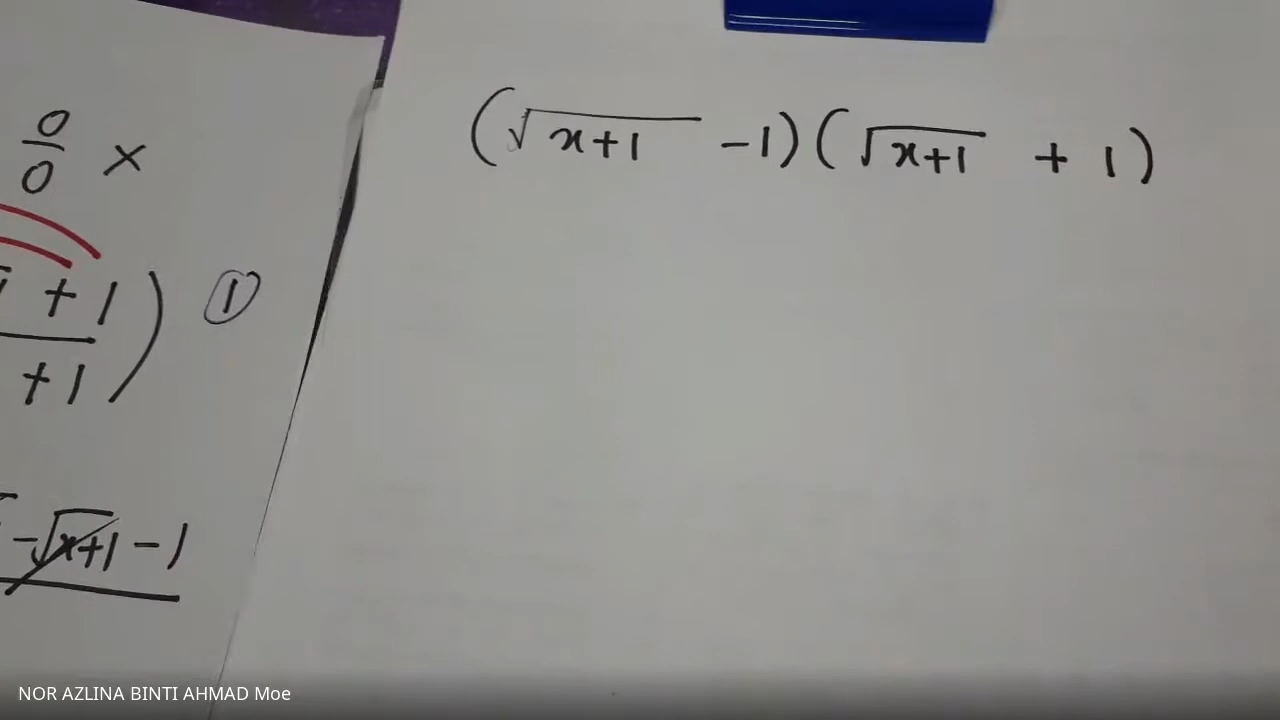 0/0 ×
(√x+1 -1)(√x+1 + 1)
+ 1) ①
+ 1
-√x+1 - 1
NOR AZLINA BINTI AHMAD Moe